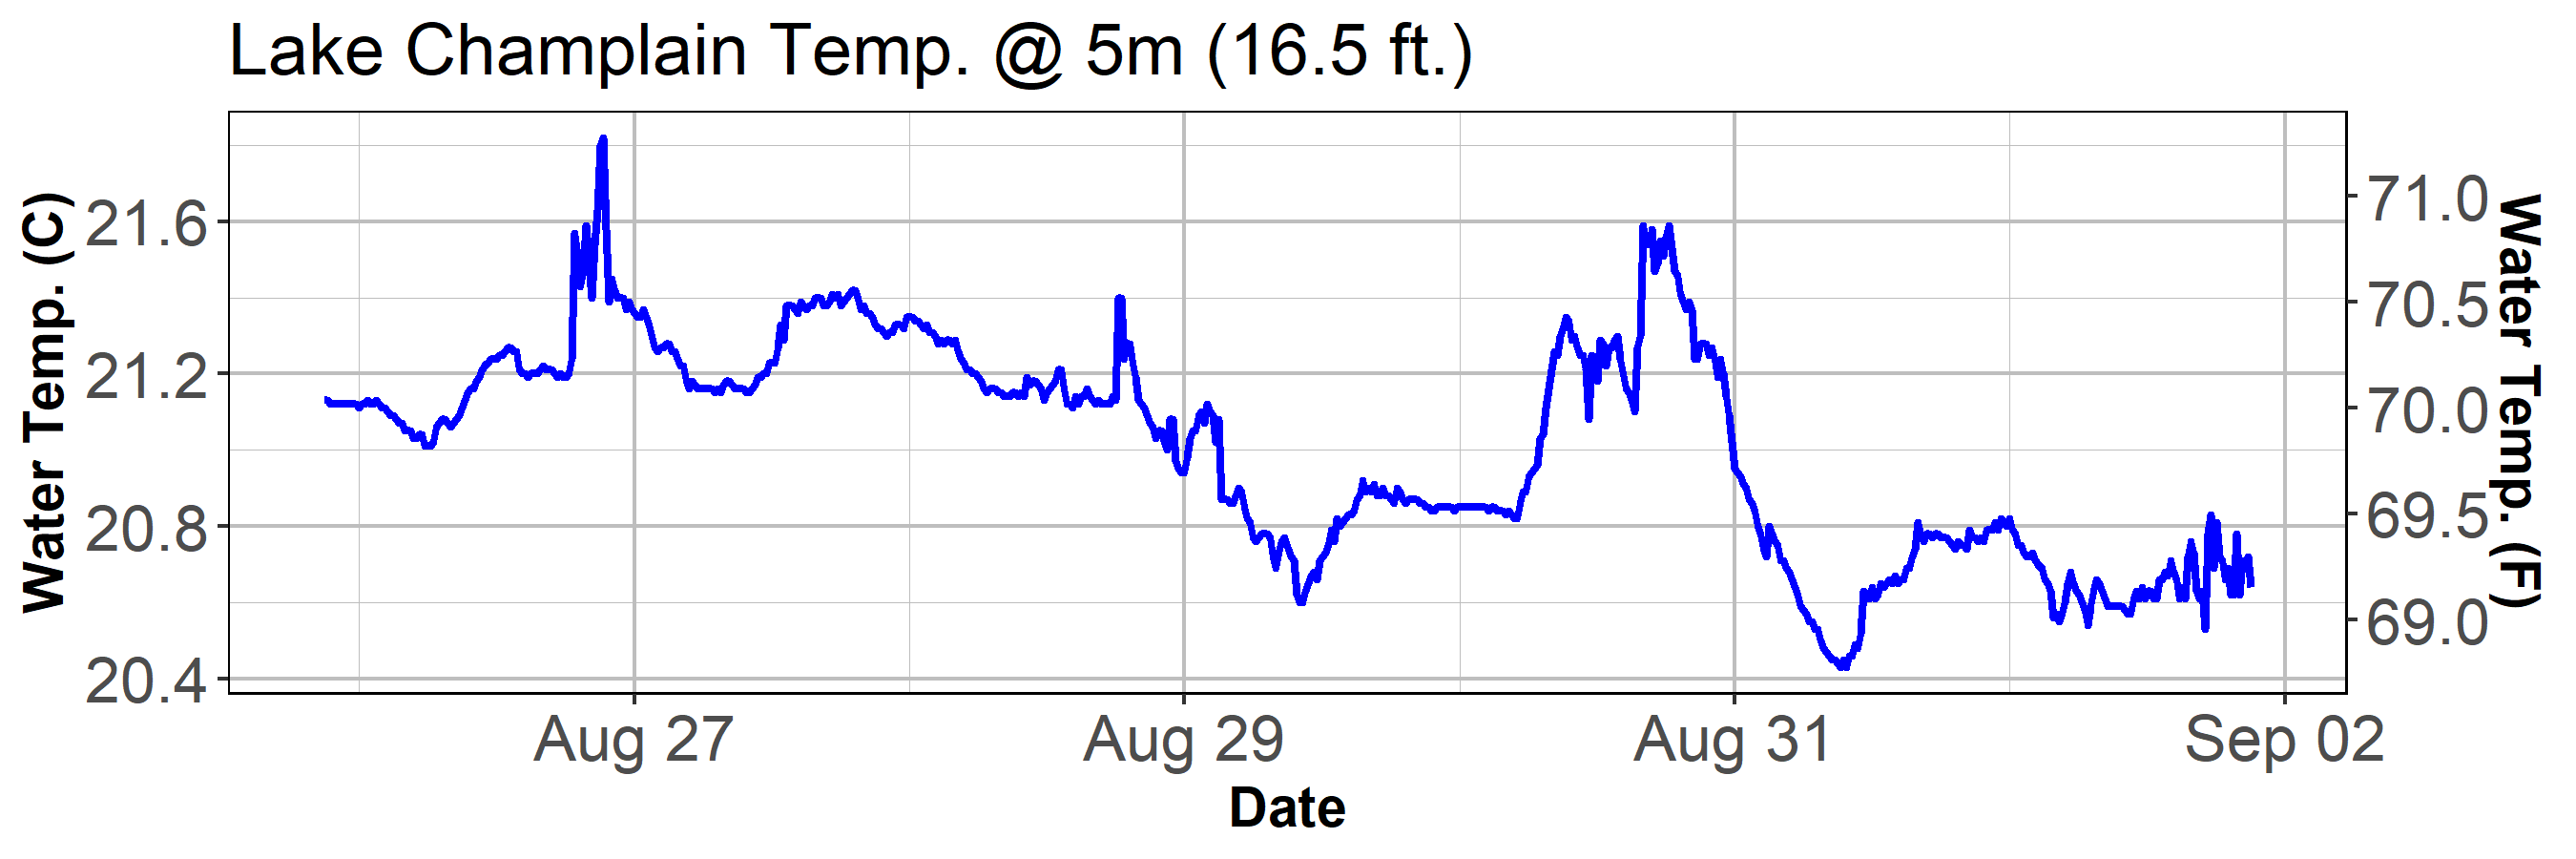 Lake Champlain Temp. @ 5m (16.5 ft.)
Water Temp. (C)
21.6
21.2
20.8
20.4
71.0
70.5
70.0
69.5
69.0
Water Temp. (F)
Aug 27
Aug 29
Aug 31
Sep 02
Date